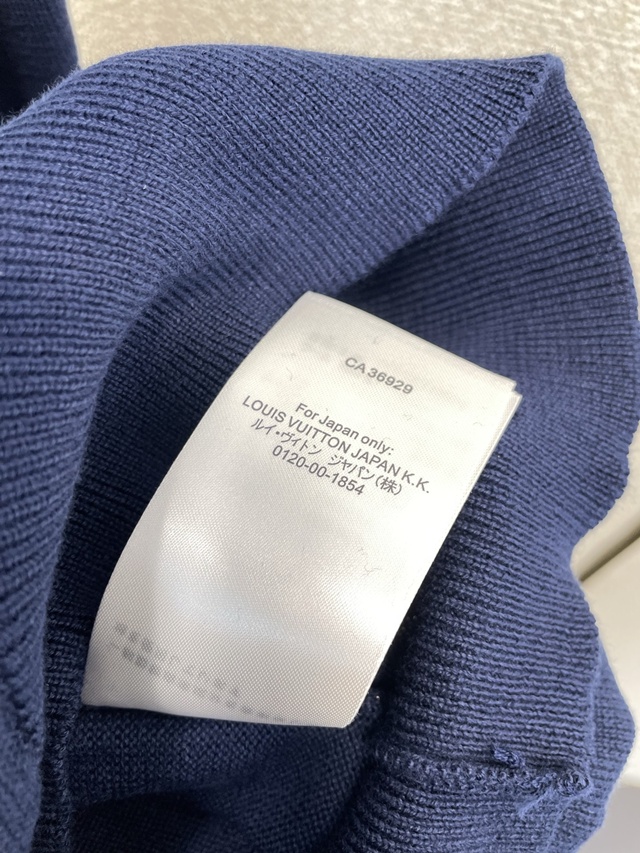 CA 36929
For Japan only:
LOUIS VUITTON JAPAN K.K.
ルイ・ヴィトン ジャパン(株)
0120-00-1854